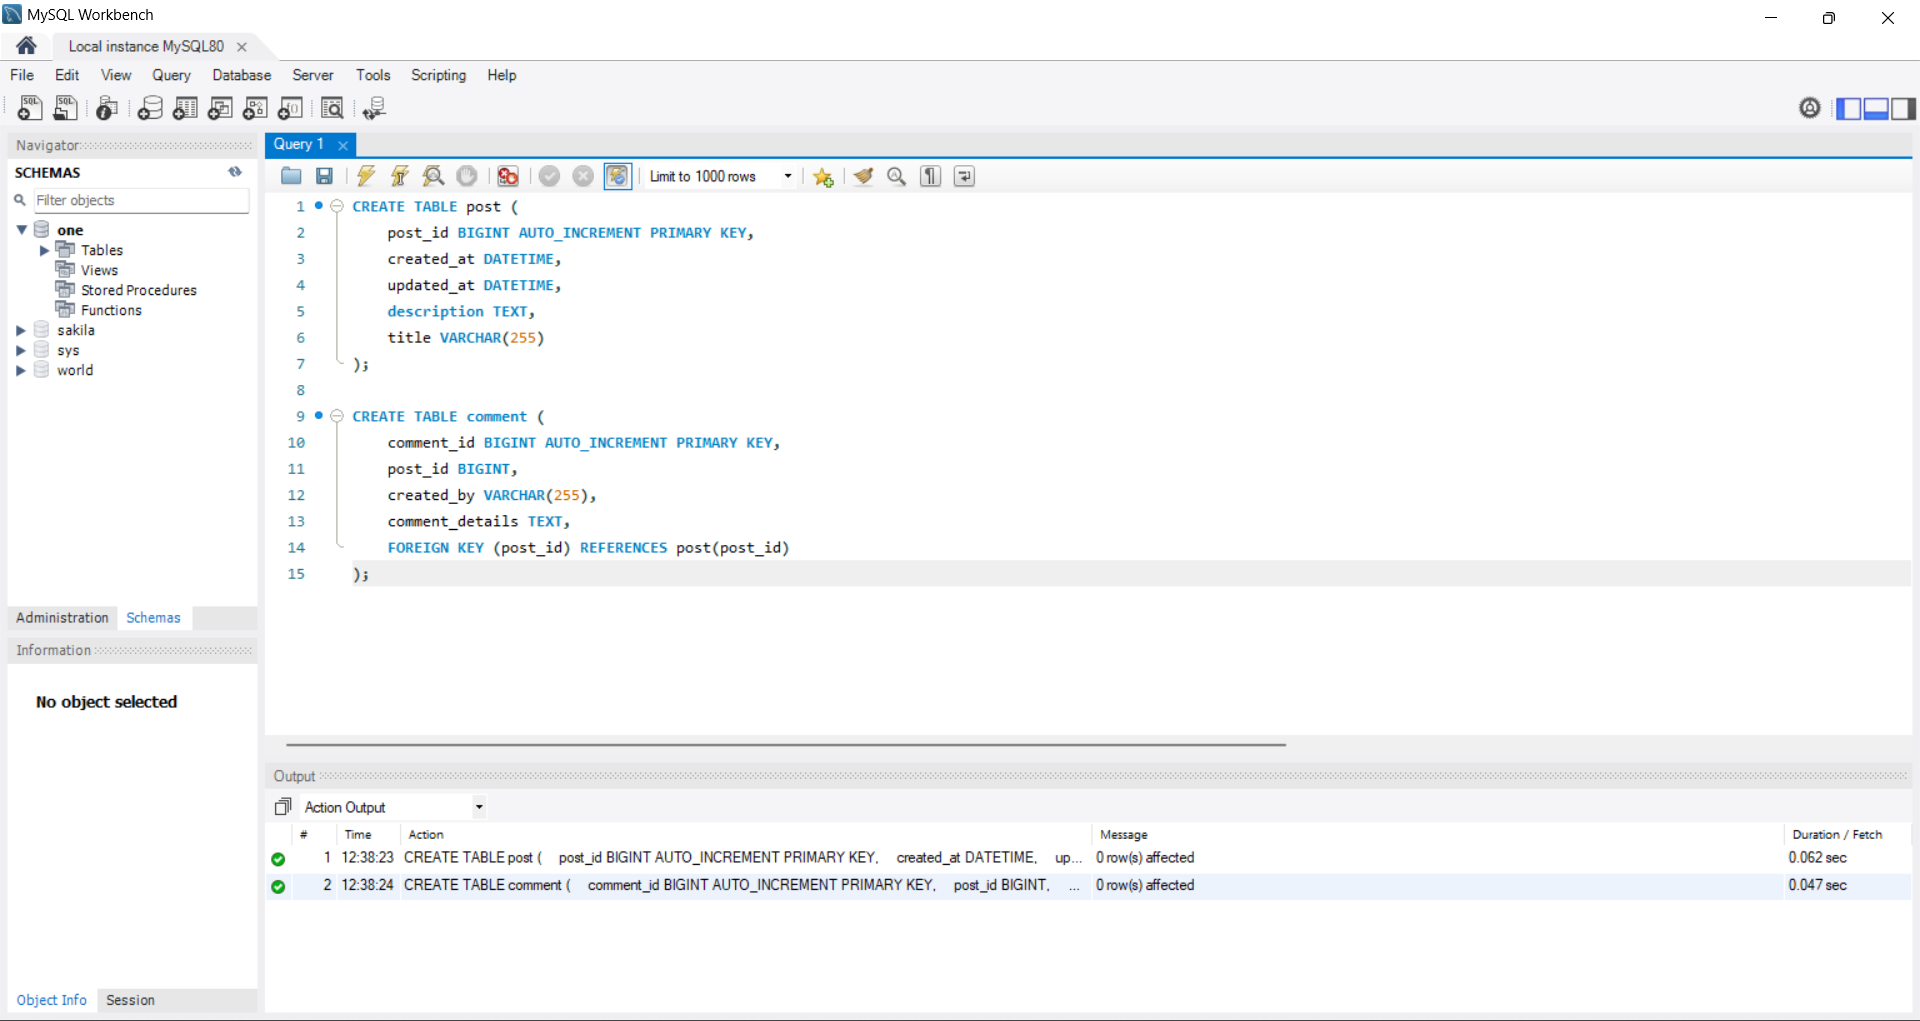 MySQL Workbench
Local instance MySQL80
File Edit View Query Database Server Tools Scripting Help
Navigator
SCHEMAS
Filter objects
one
Tables
Views
Stored Procedures
Functions
sakila
sys
world
Administration Schemas
Information
No object selected
Object Info Session
Query 1
Limit to 1000 rows
1 CREATE TABLE post (
2 post_id BIGINT AUTO_INCREMENT PRIMARY KEY,
3 created_at DATETIME,
4 updated_at DATETIME,
5 description TEXT,
6 title VARCHAR(255)
7 );
8
9 CREATE TABLE comment (
10 comment_id BIGINT AUTO_INCREMENT PRIMARY KEY,
11 post_id BIGINT,
12 created_by VARCHAR(255),
13 comment_details TEXT,
14 FOREIGN KEY (post_id) REFERENCES post(post_id)
15 );
Output
Action Output
# Time Action Message Duration / Fetch
1 12:38:23 CREATE TABLE post ( post_id BIGINT AUTO_INCREMENT PRIMARY KEY, created_at DATETIME, up... 0 row(s) affected 0.062 sec
2 12:38:24 CREATE TABLE comment ( comment_id BIGINT AUTO_INCREMENT PRIMARY KEY, post_id BIGINT, ... 0 row(s) affected 0.047 sec